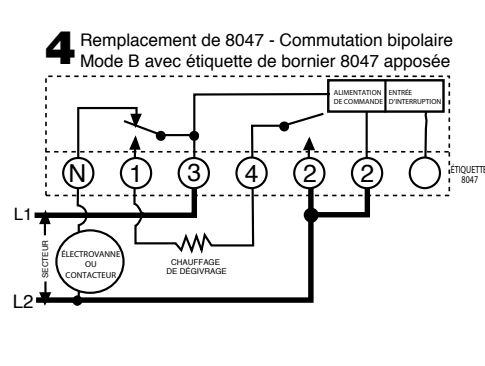 4 Remplacement de 8047 - Commutation bipolaire
Mode B avec étiquette de bornier 8047 apposée
ALIMENTATION
DE COMMANDE
ENTRÉE
D'INTERRUPTION
N 1 3 4 2 2
ÉTIQUETTE
8047
L1
SECTEUR
ÉLECTROVANNE
OU
CONTACTEUR
CHAUFFAGE
DE DÉGIVRAGE
L2